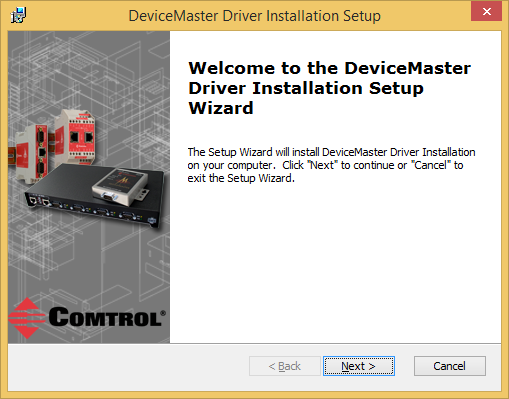 DeviceMaster Driver Installation Setup
Welcome to the DeviceMaster
Driver Installation Setup
Wizard
The Setup Wizard will install DeviceMaster Driver Installation
on your computer. Click "Next" to continue or "Cancel" to
exit the Setup Wizard.
COMTROL®
< Back
Next >
Cancel